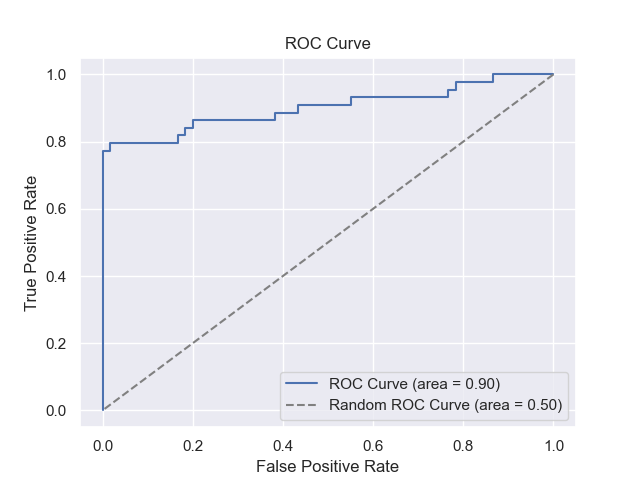 ROC Curve
1.0
0.8
0.6
0.4
0.2
0.0
True Positive Rate
ROC Curve (area = 0.90)
Random ROC Curve (area = 0.50)
0.0 0.2 0.4 0.6 0.8 1.0
False Positive Rate